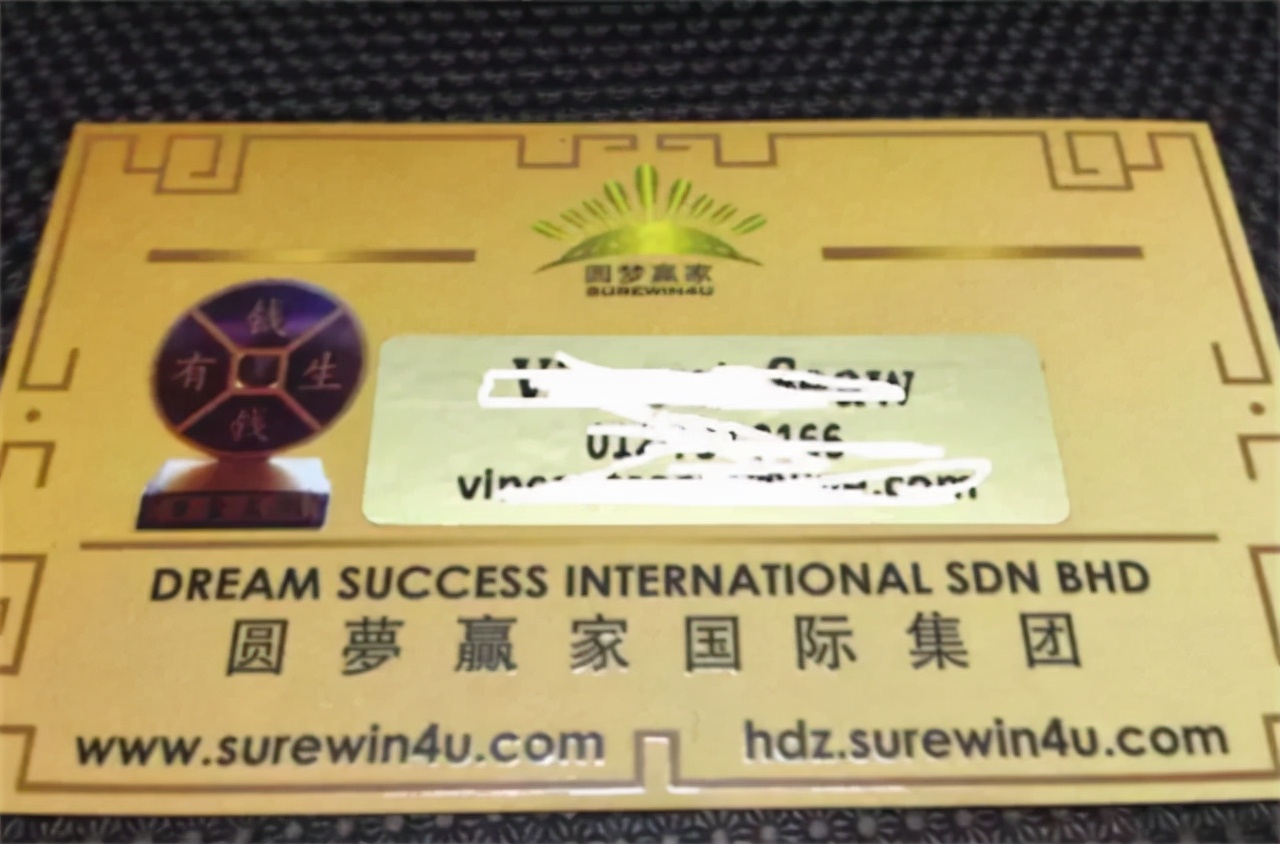 圆梦赢家
SUREWIN4U
钱
有 生
钱
DREAM SUCCESS INTERNATIONAL SDN BHD
圆夢赢家国际集团
www.surewin4u.com hdz.surewin4u.com